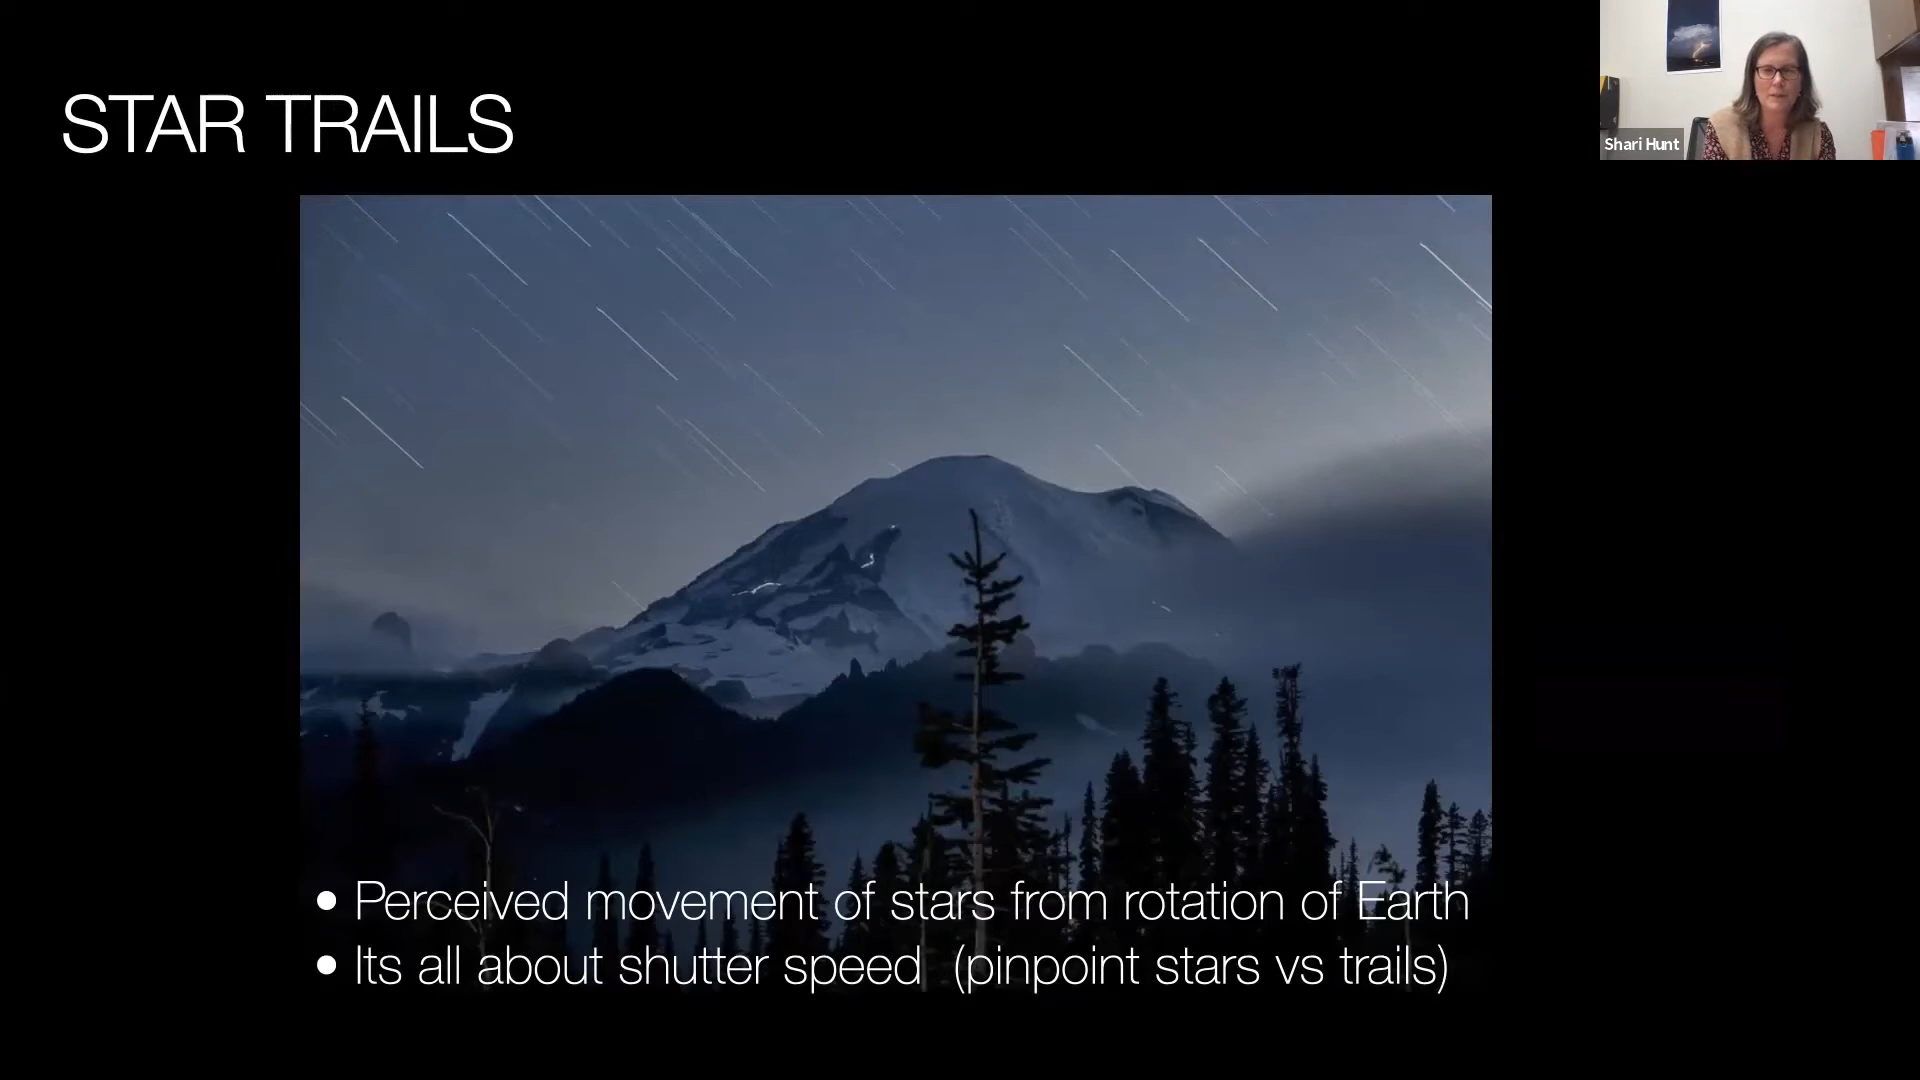 STAR TRAILS
Shari Hunt
• Perceived movement of stars from rotation of Earth
• Its all about shutter speed (pinpoint stars vs trails)